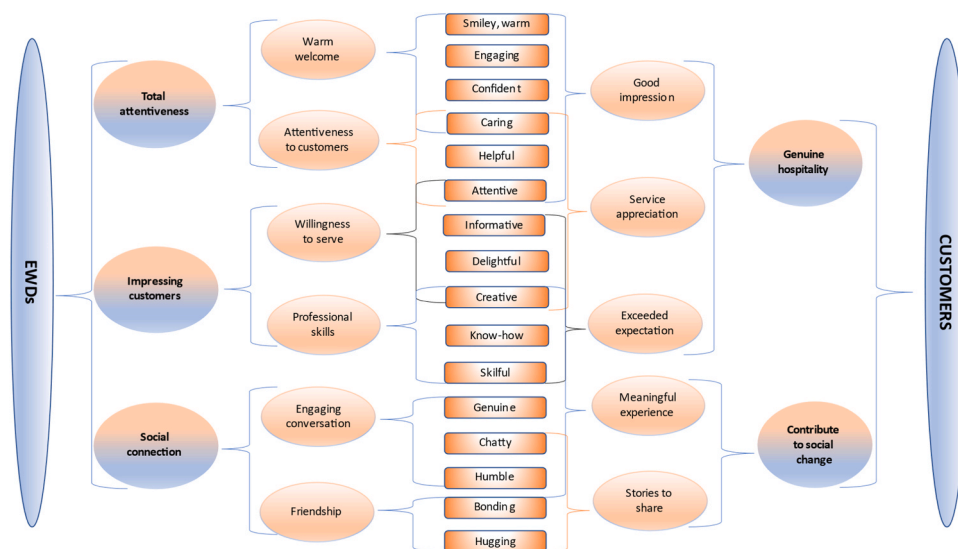 EWDs
Total
attentiveness
Impressing
customers
Social
connection
Warm
welcome
Attentiveness
to customers
Willingness
to serve
Professional
skills
Engaging
conversation
Friendship
Smiley, warm
Engaging
Confident
Caring
Helpful
Attentive
Informative
Delightful
Creative
Know-how
Skilful
Genuine
Chatty
Humble
Bonding
Hugging
Good
impression
Service
appreciation
Exceeded
expectation
Meaningful
experience
Stories to
share
Genuine
hospitality
Contribute
to social
change
CUSTOMERS